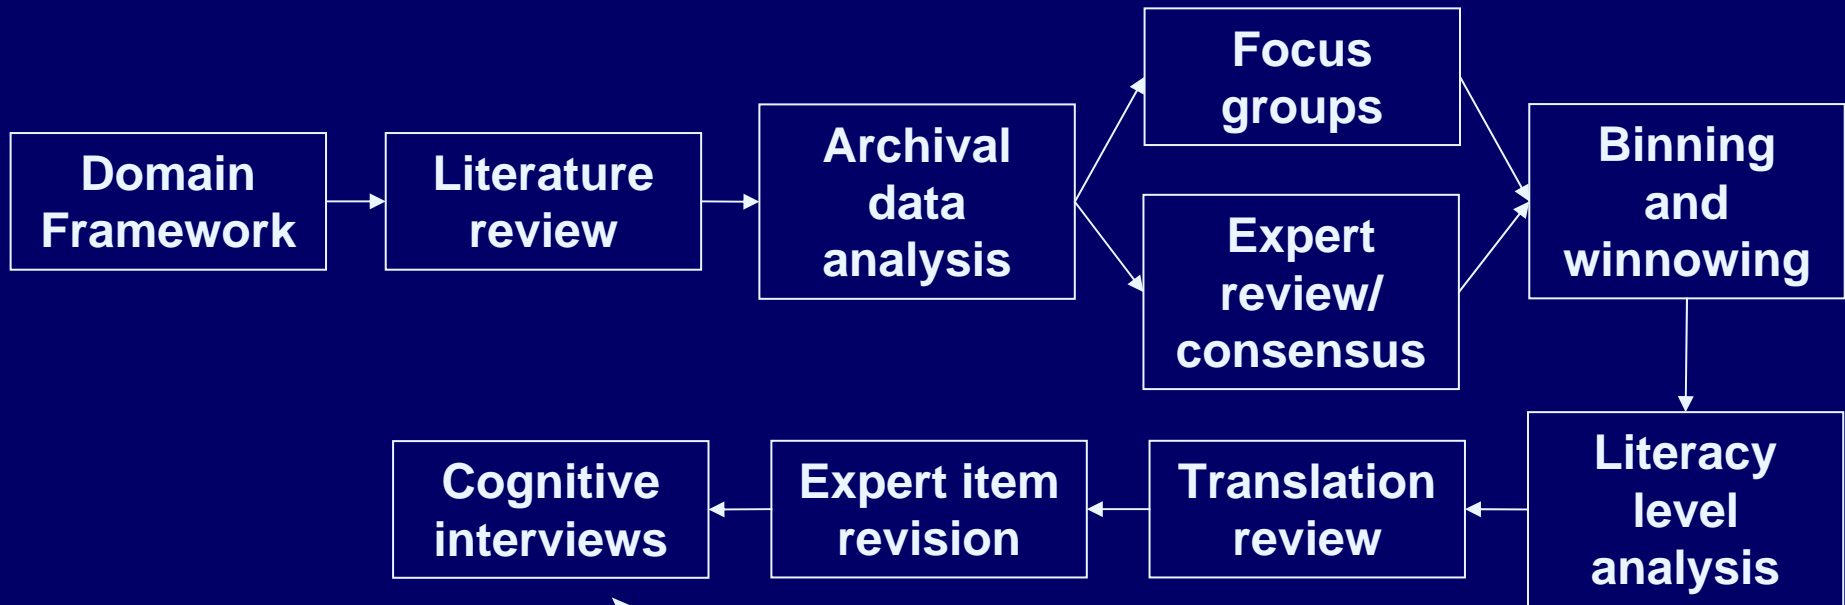 Domain
Framework
Literature
review
Archival
data
analysis
Focus
groups
Expert
review/
consensus
Binning
and
winnowing
Literacy
level
analysis
Translation
review
Expert item
revision
Cognitive
interviews